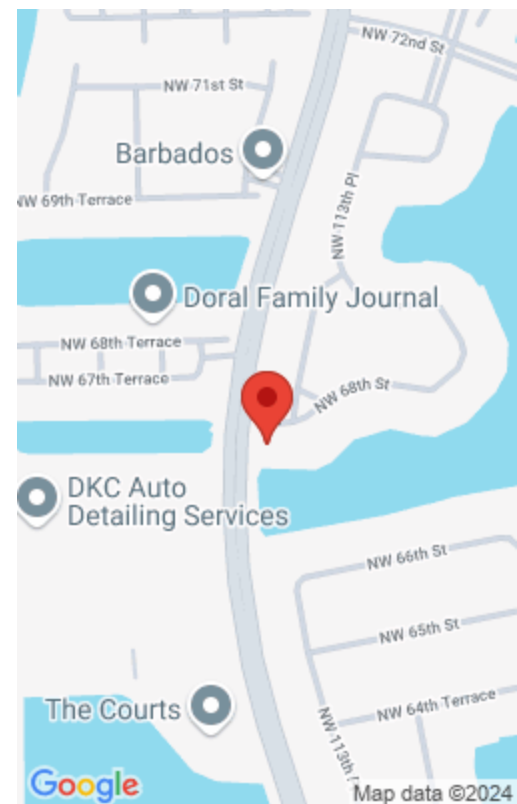 NW 72nd St
NW 71st St
Barbados
NW 69th Terrace
NW 113th Pl
Doral Family Journal
NW 68th Terrace
NW 67th Terrace
NW 68th St
DKC Auto
Detailing Services
NW 66th St
NW 65th St
NW 64th Terrace
The Courts
NW 113th
Google
Map data ©2024